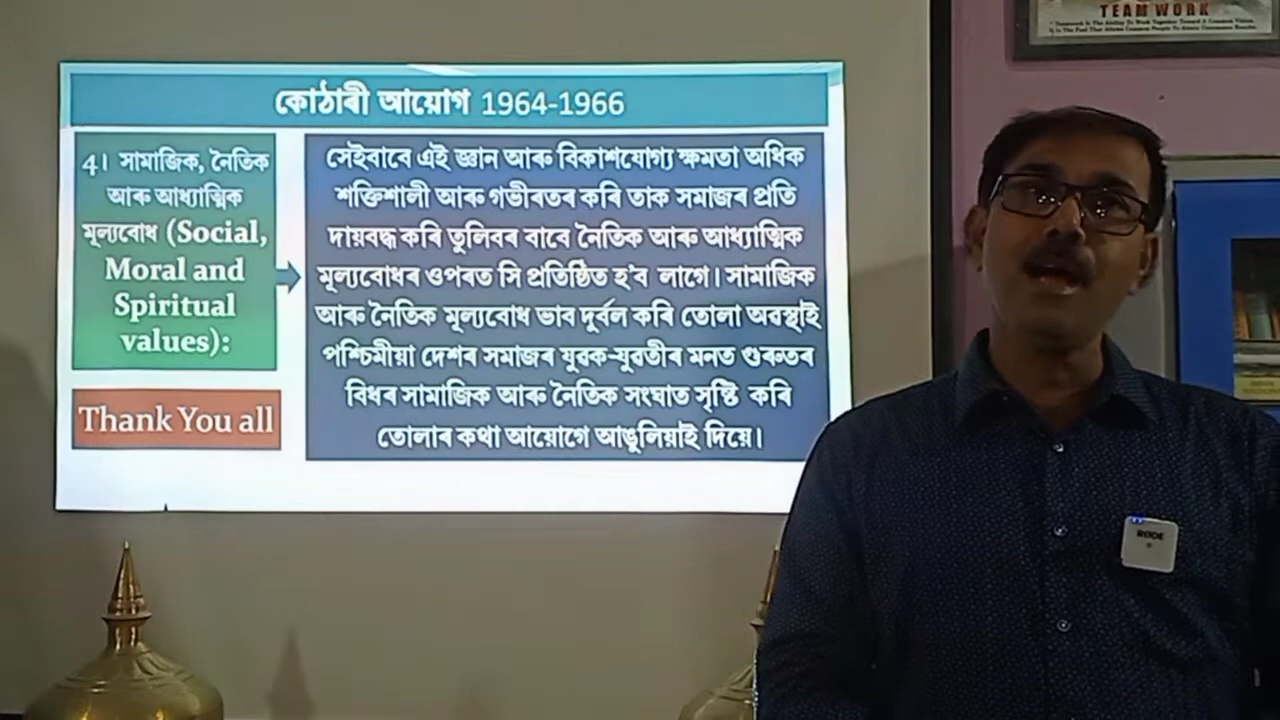 TEAM WORK
কোঠাৰী আয়োগ 1964-1966
4। সামাজিক, নৈতিক
আৰু আধ্যাত্মিক
মূল্যবোধ (Social,
Moral and
Spiritual
values):
Thank You all
সেইবাবে এই জ্ঞান আৰু বিকাশযোগ্য ক্ষমতা অধিক
শক্তিশালী আৰু গভীৰতৰ কৰি তাক সমাজৰ প্ৰতি
দায়বদ্ধ কৰি তুলিবৰ বাবে নৈতিক আৰু আধ্যাত্মিক
মূল্যবোধৰ ওপৰত সি প্ৰতিষ্ঠিত হ'ব লাগে। সামাজিক
আৰু নৈতিক মূল্যবোধ ভাব দুৰ্বল কৰি তোলা অৱস্থাই
পশ্চিমীয়া দেশৰ সমাজৰ যুৱক-যুৱতীৰ মনত গুৰুতৰ
বিধৰ সামাজিক আৰু নৈতিক সংঘাত সৃষ্টি কৰি
তোলাৰ কথা আয়োগে আঙুলিয়াই দিয়ে।
RØDE